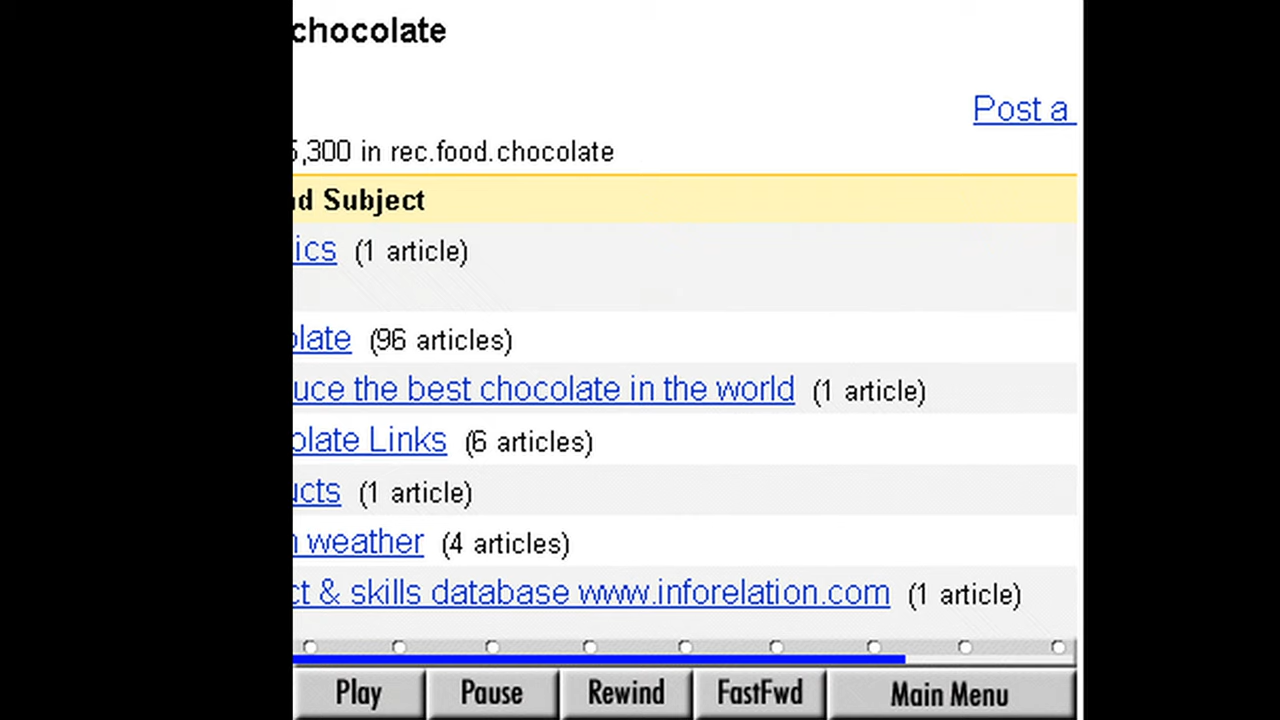 chocolate
Post a
5,300 in rec.food.chocolate
nd Subject
ics (1 article)
olate (96 articles)
uce the best chocolate in the world (1 article)
olate Links (6 articles)
ucts (1 article)
n weather (4 articles)
ct & skills database www.inforelation.com (1 article)
Play Pause Rewind FastFwd Main Menu